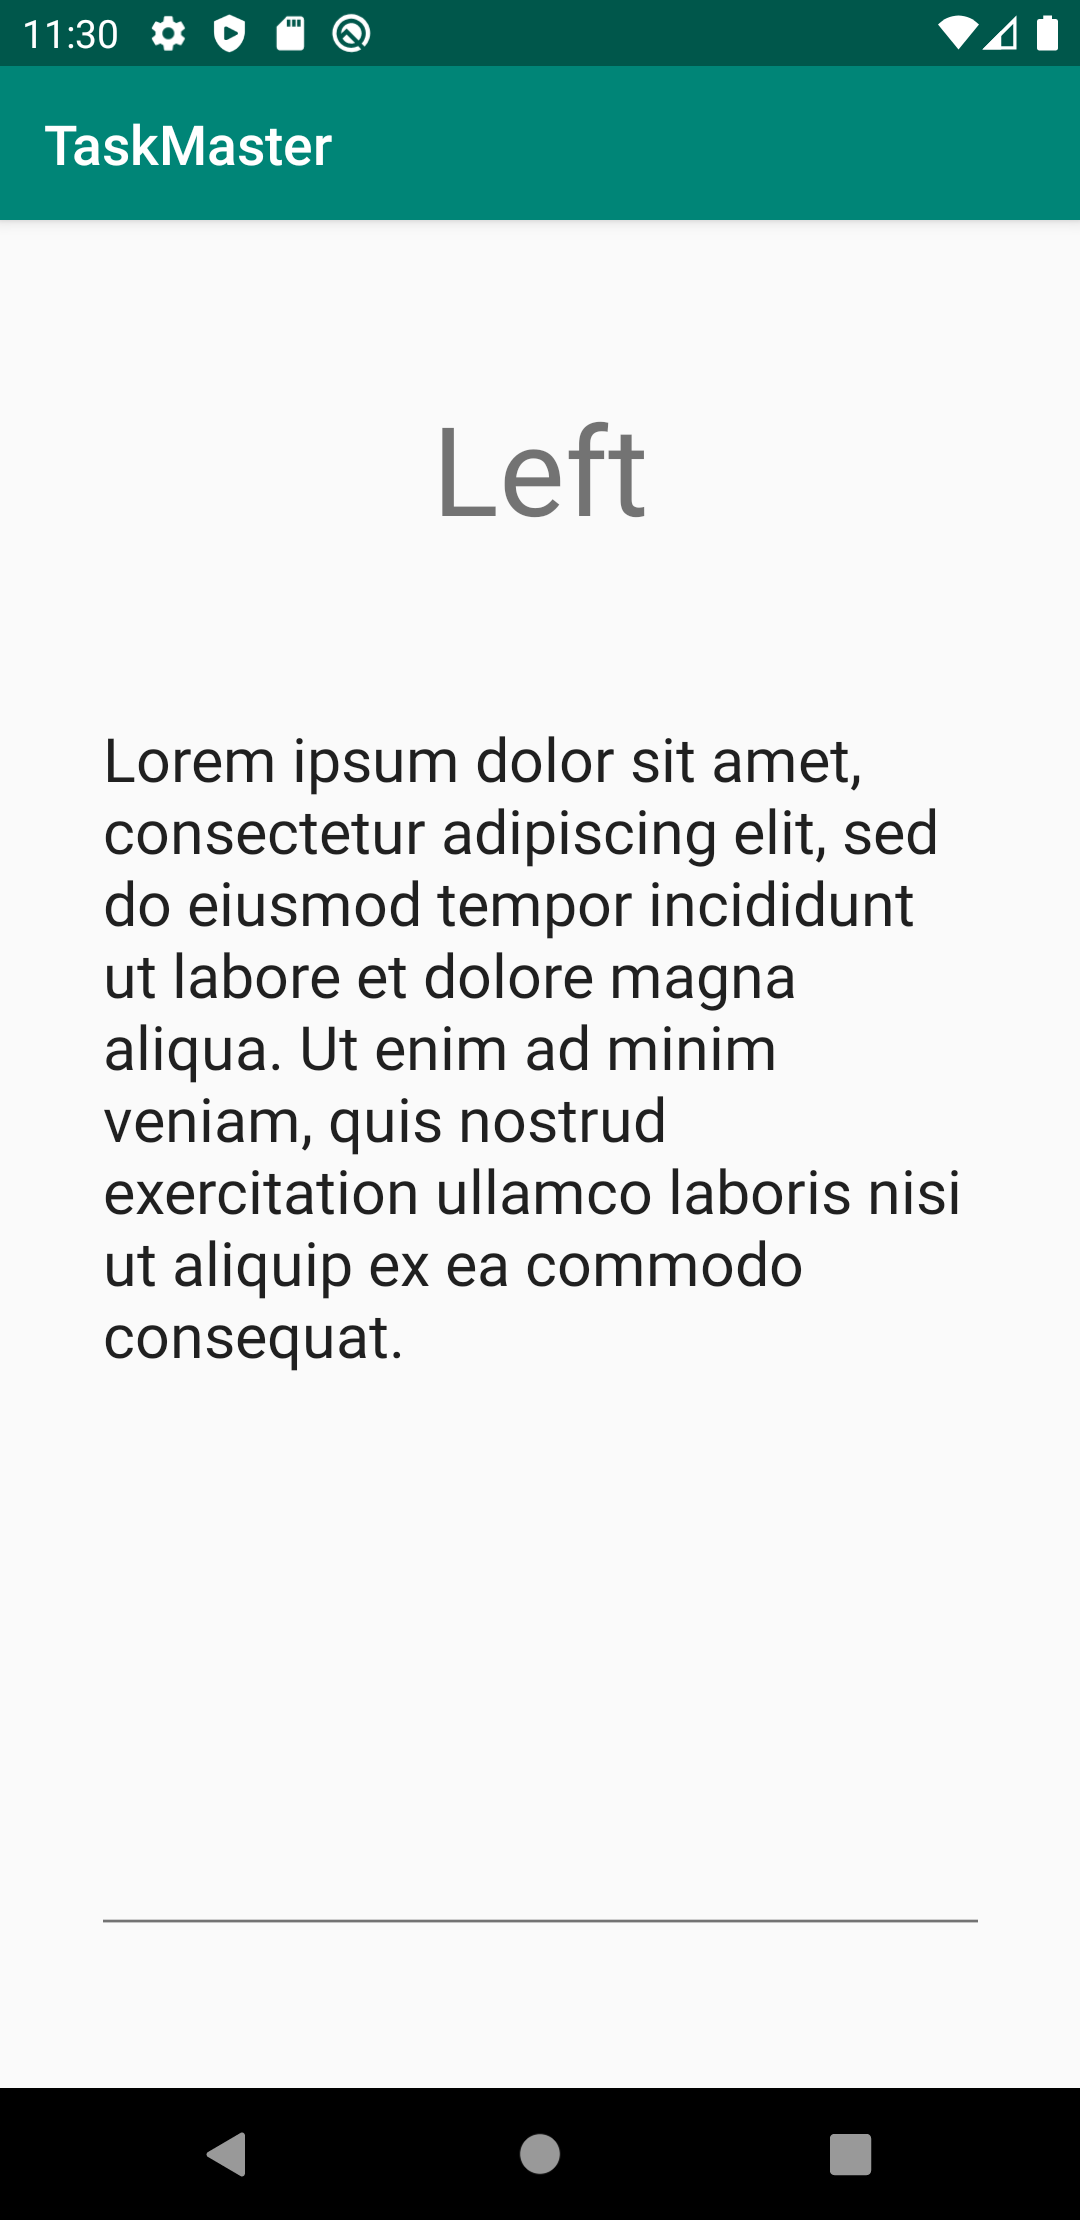 11:30
TaskMaster
Left
Lorem ipsum dolor sit amet,
consectetur adipiscing elit, sed
do eiusmod tempor incididunt
ut labore et dolore magna
aliqua. Ut enim ad minim
veniam, quis nostrud
exercitation ullamco laboris nisi
ut aliquip ex ea commodo
consequat.